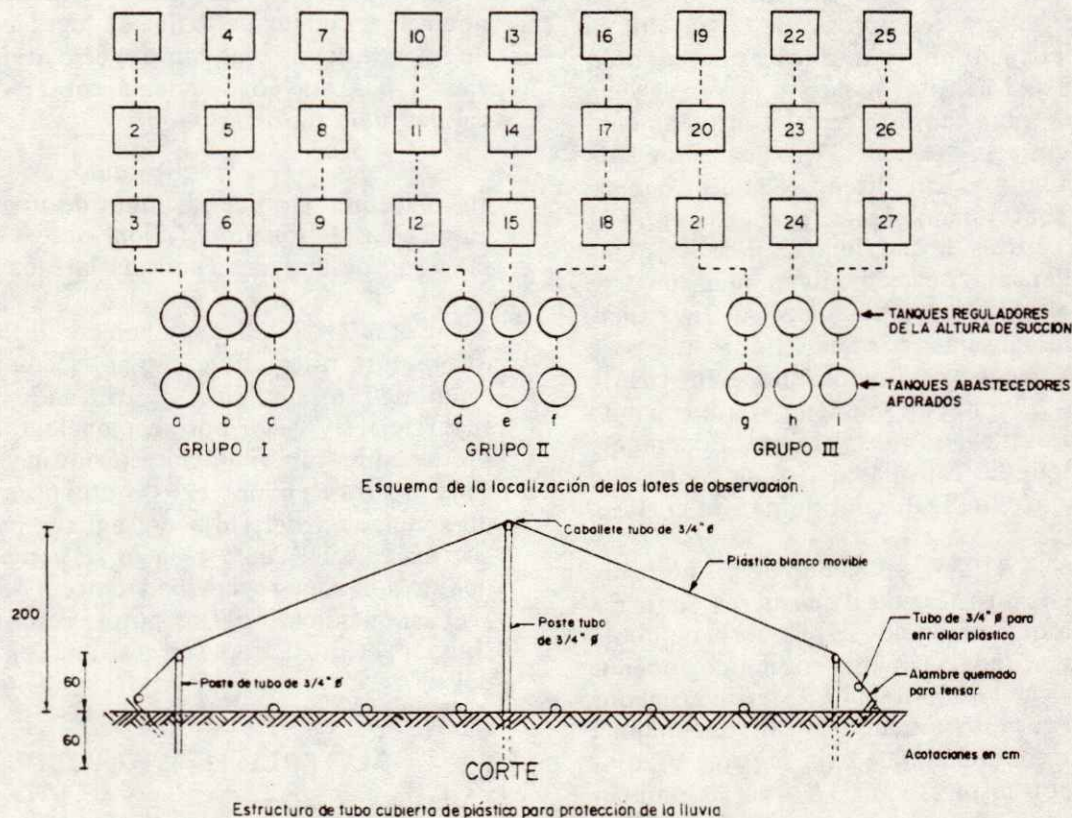 1 4 7 10 13 16 19 22 25
2 5 8 11 14 17 20 23 26
3 6 9 12 15 18 21 24 27
TANQUES REGULADORES
DE LA ALTURA DE SUCCION
TANQUES ABASTECEDORES
AFORADOS
a b c d e f g h i
GRUPO I GRUPO II GRUPO III
Esquema de la localización de los lotes de observación.
Caballete tubo de 3/4" ø
Plástico blanco movible
200
Poste tubo
de 3/4" ø
Tubo de 3/4" ø para
enrollar plástico
60
Poste de tubo de 3/4" ø
Alambre quemado
para tensar
60
Acotaciones en cm
CORTE
Estructura de tubo cubierta de plástico para protección de la lluvia